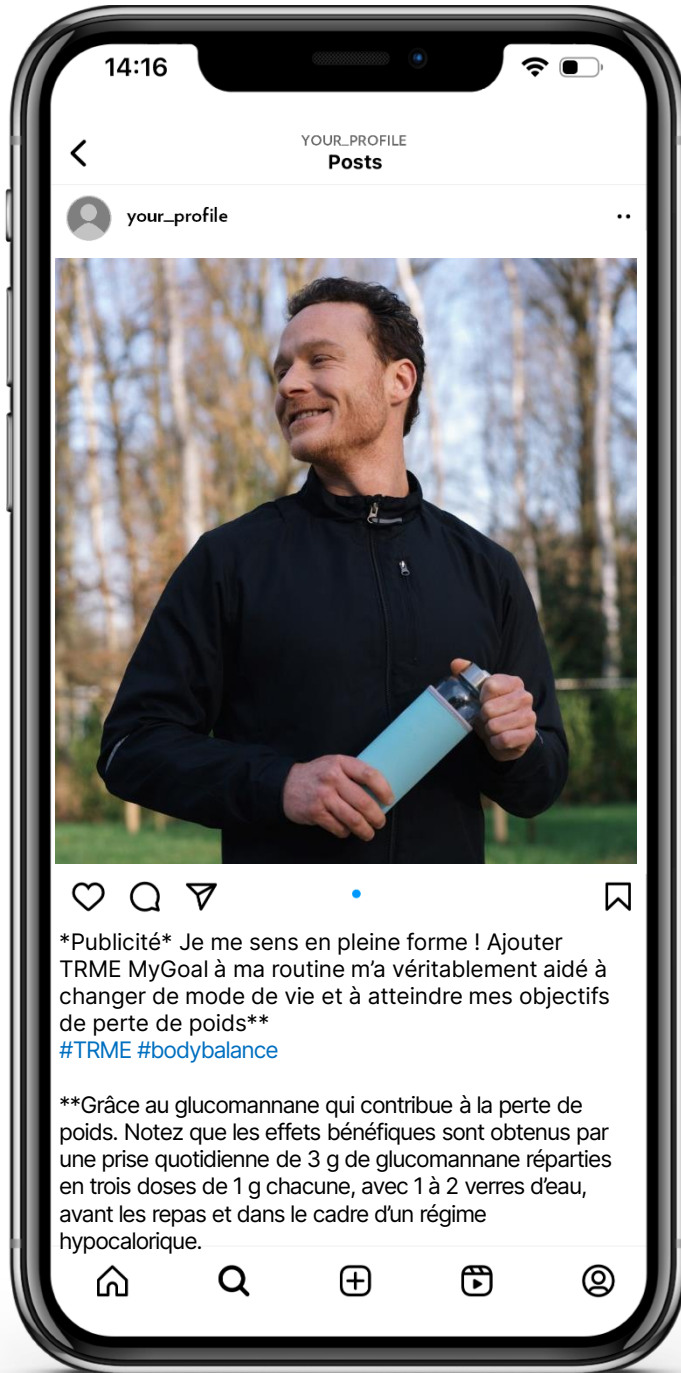 14:16
YOUR_PROFILE
Posts
your_profile
*Publicité* Je me sens en pleine forme ! Ajouter
TRME MyGoal à ma routine m’a véritablement aidé à
changer de mode de vie et à atteindre mes objectifs
de perte de poids**
#TRME #bodybalance
**Grâce au glucomannane qui contribue à la perte de
poids. Notez que les effets bénéfiques sont obtenus par
une prise quotidienne de 3 g de glucomannane réparties
en trois doses de 1 g chacune, avec 1 à 2 verres d’eau,
avant les repas et dans le cadre d’un régime
hypocalorique.